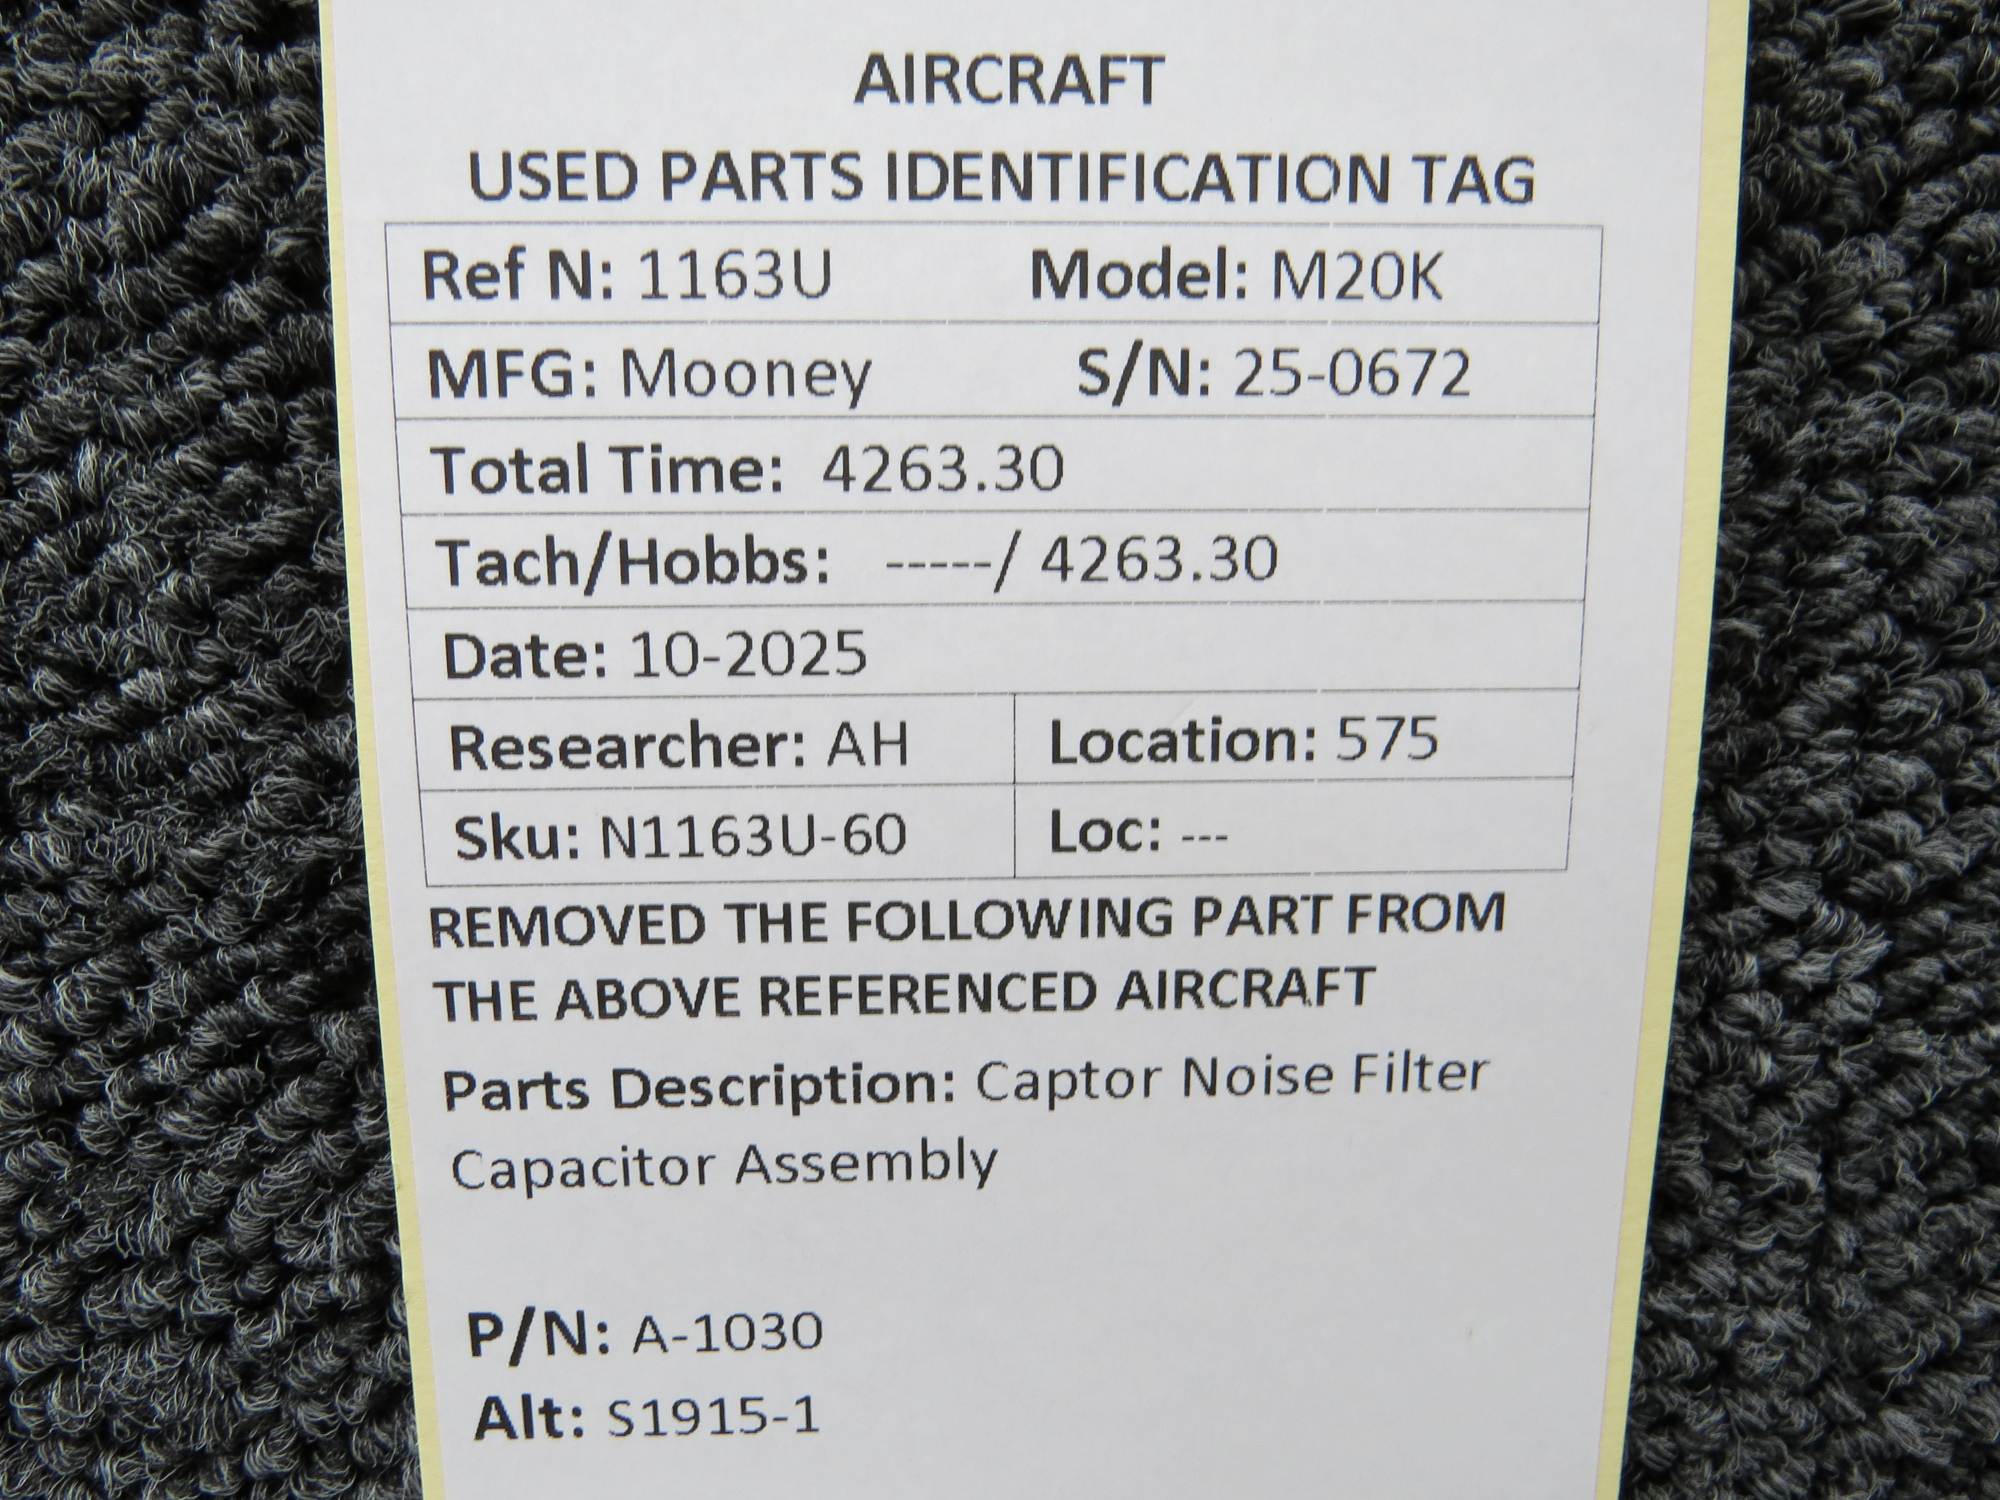 AIRCRAFT
USED PARTS IDENTIFICATION TAG
Ref N: 1163U Model: M20K
MFG: Mooney S/N: 25-0672
Total Time: 4263.30
Tach/Hobbs: -----/ 4263.30
Date: 10-2025
Researcher: AH Location: 575
Sku: N1163U-60 Loc: ---
REMOVED THE FOLLOWING PART FROM
THE ABOVE REFERENCED AIRCRAFT
Parts Description: Captor Noise Filter
Capacitor Assembly
P/N: A-1030
Alt: S1915-1